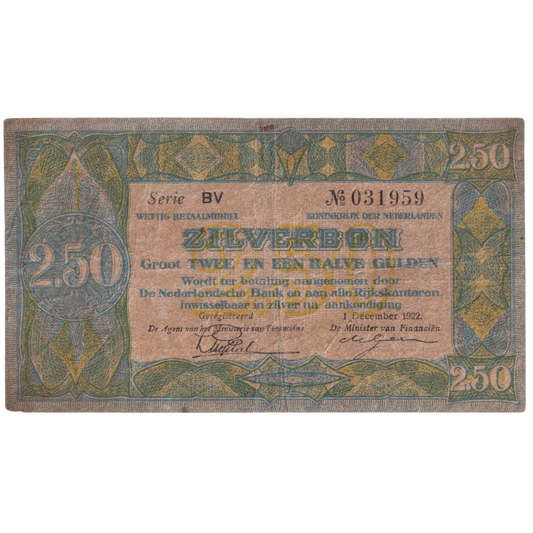 2.50
Serie BV № 031959
WETTIG BETAALMIDDEL KONINKRIJK DER NEDERLANDEN
ZILVERBON
Groot TWEE EN EEN HALVE GULDEN
Wordt ter betaling aangenomen door
De Nederlandsche Bank en aan alle Rijkskantoren.
Inwisselbaar in zilver na aankondiging
Geregistreerd 1 December 1922.
De Agent van het Ministerie van Financiën De Minister van Financiën
2.50
2.50